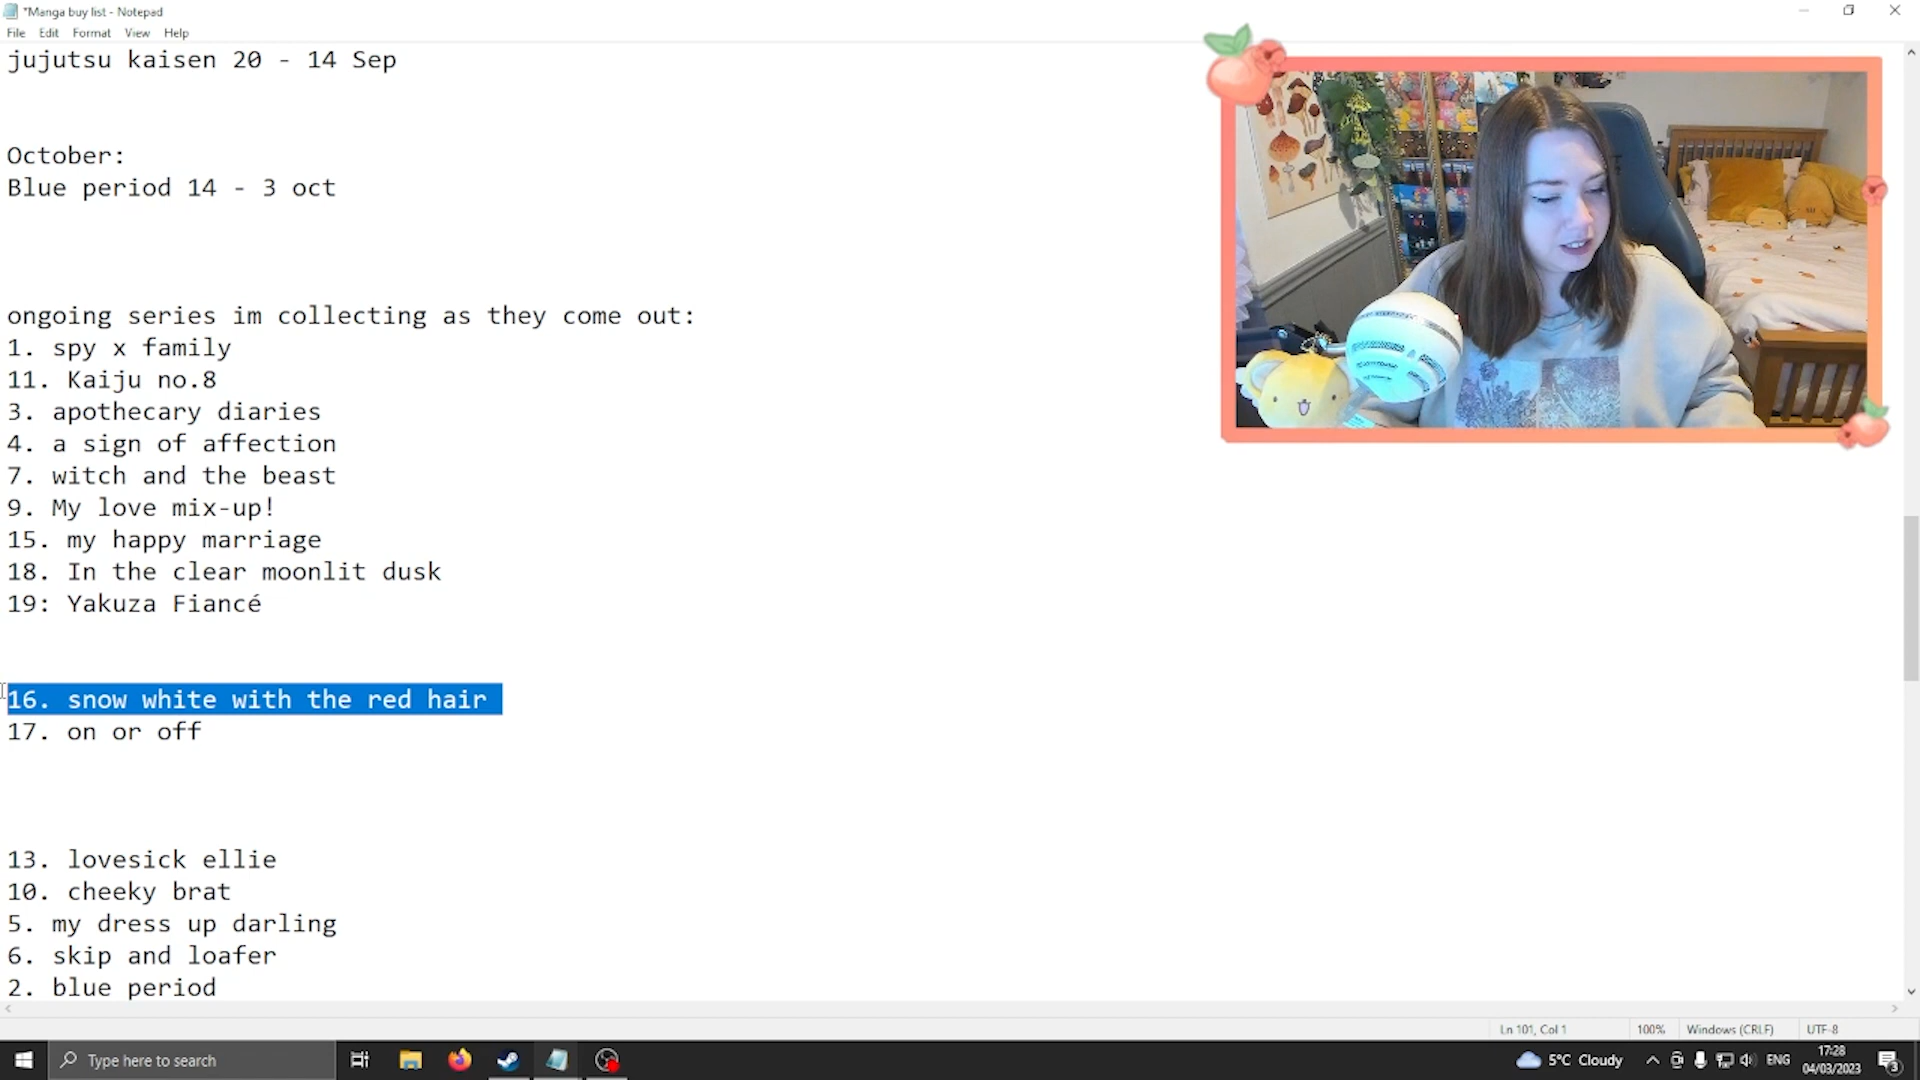 *Manga buy list - Notepad
File Edit Format View Help
jujutsu kaisen 20 - 14 Sep
October:
Blue period 14 - 3 oct
ongoing series im collecting as they come out:
1. spy x family
11. Kaiju no.8
3. apothecary diaries
4. a sign of affection
7. witch and the beast
9. My love mix-up!
15. my happy marriage
18. In the clear moonlit dusk
19: Yakuza Fiancé
16. snow white with the red hair
17. on or off
13. lovesick ellie
10. cheeky brat
5. my dress up darling
6. skip and loafer
2. blue period
Ln 101, Col 1 100% Windows (CRLF) UTF-8
Type here to search
5°C Cloudy
ENG
17:28
04/03/2023
3